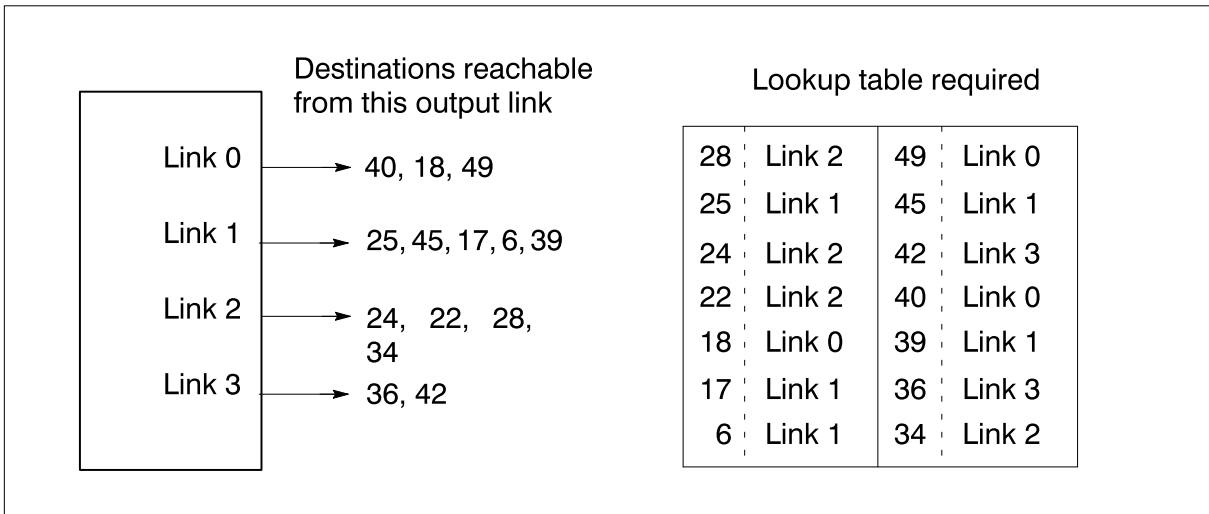 Destinations reachable
from this output link
Link 0
40, 18, 49
Link 1
25, 45, 17, 6, 39
Link 2
24, 22, 28,
34
Link 3
36, 42
Lookup table required
28 Link 2 49 Link 0
25 Link 1 45 Link 1
24 Link 2 42 Link 3
22 Link 2 40 Link 0
18 Link 0 39 Link 1
17 Link 1 36 Link 3
6 Link 1 34 Link 2